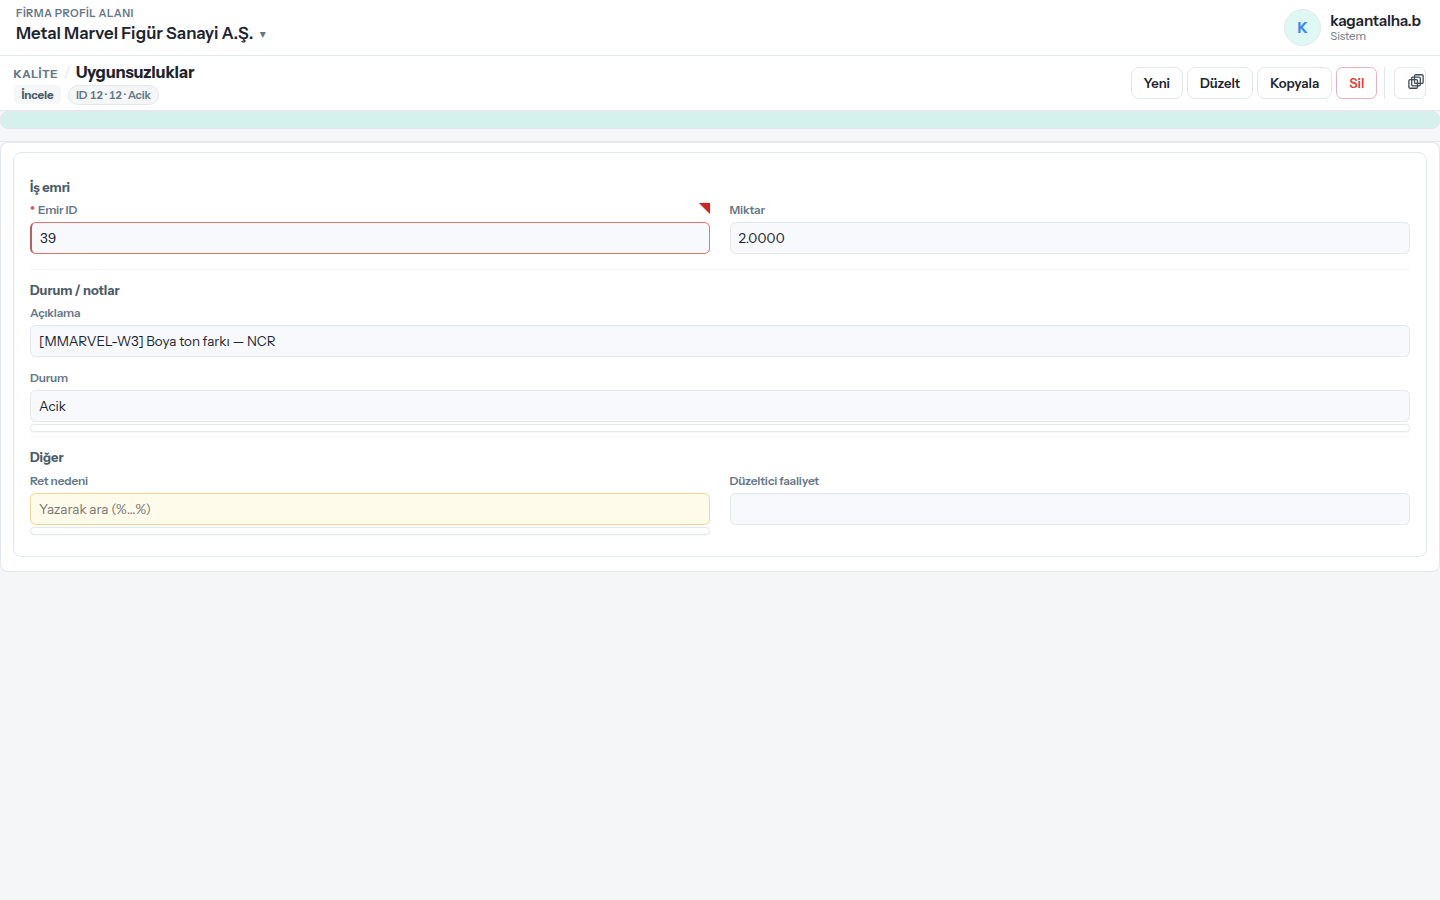 FİRMA PROFİL ALANI
Metal Marvel Figür Sanayi A.Ş. ▾
K
kagantalha.b
Sistem
KALİTE / Uygunsuzluklar
İncele
ID 12 · 12 · Acik
Yeni
Düzelt
Kopyala
Sil
İş emri
* Emir ID
Miktar
39
2.0000
Durum / notlar
Açıklama
[MMARVEL-W3] Boya ton farkı — NCR
Durum
Acik
Diğer
Ret nedeni
Düzeltici faaliyet
Yazarak ara (%...%)